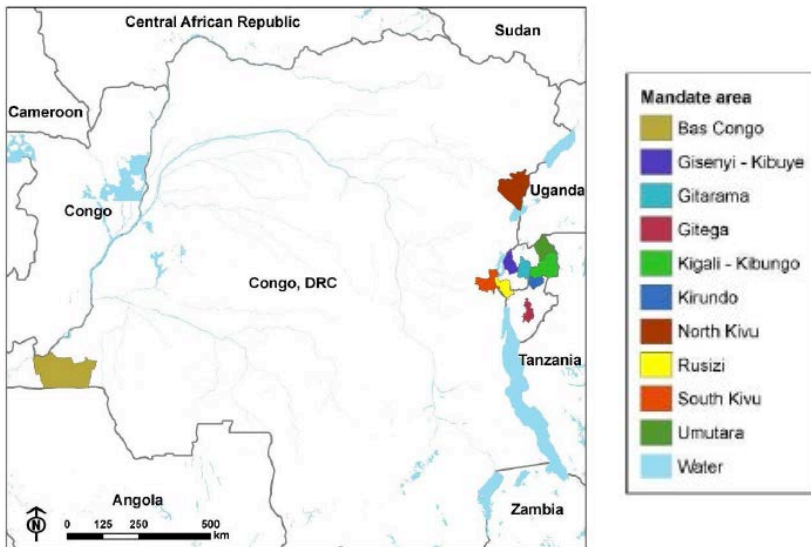 Central African Republic
Sudan
Cameroon
Uganda
Congo
Congo, DRC
Tanzania
Angola
Zambia
N
0 125 250 500
km
Mandate area
Bas Congo
Gisenyi - Kibuye
Gitarama
Gitega
Kigali - Kibungo
Kirundo
North Kivu
Rusizi
South Kivu
Umutara
Water